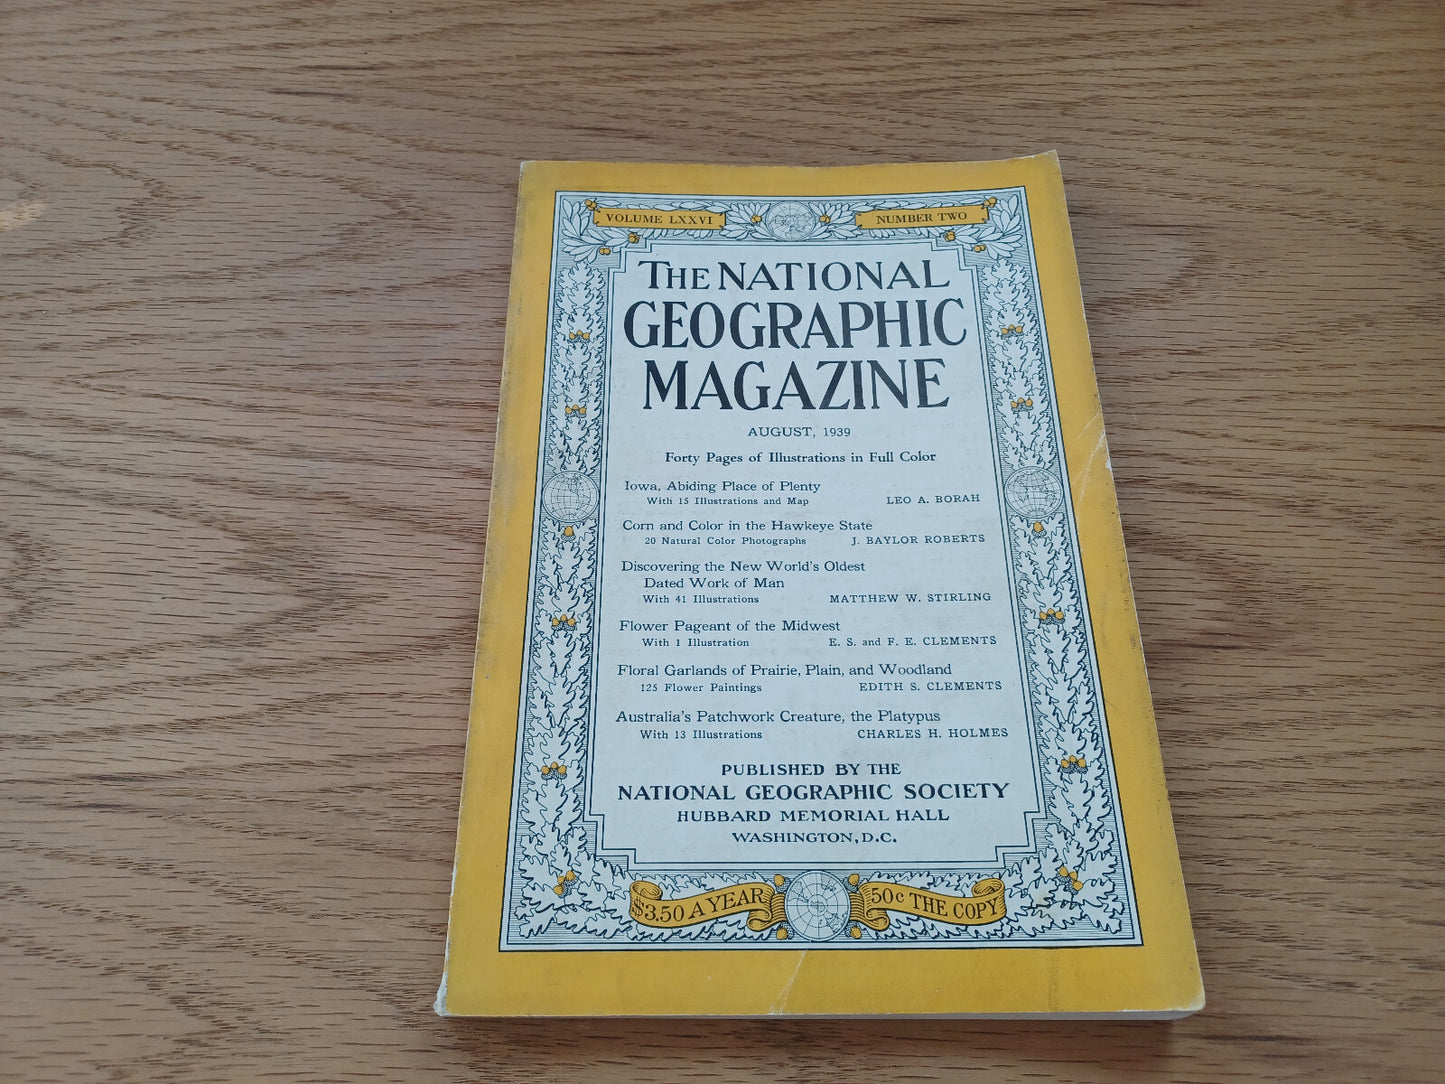 VOLUME LXXVI NUMBER TWO
THE NATIONAL
GEOGRAPHIC
MAGAZINE
AUGUST, 1939
Forty Pages of Illustrations in Full Color
Iowa, Abiding Place of Plenty
With 15 Illustrations and Map LEO A. BORAH
Corn and Color in the Hawkeye State
20 Natural Color Photographs J. BAYLOR ROBERTS
Discovering the New World's Oldest
Dated Work of Man
With 41 Illustrations MATTHEW W. STIRLING
Flower Pageant of the Midwest
With 1 Illustration E. S. and F. E. CLEMENTS
Floral Garlands of Prairie, Plain, and Woodland
125 Flower Paintings EDITH S. CLEMENTS
Australia's Patchwork Creature, the Platypus
With 13 Illustrations CHARLES H. HOLMES
PUBLISHED BY THE
NATIONAL GEOGRAPHIC SOCIETY
HUBBARD MEMORIAL HALL
WASHINGTON, D.C.
$3.50 A YEAR 50c THE COPY